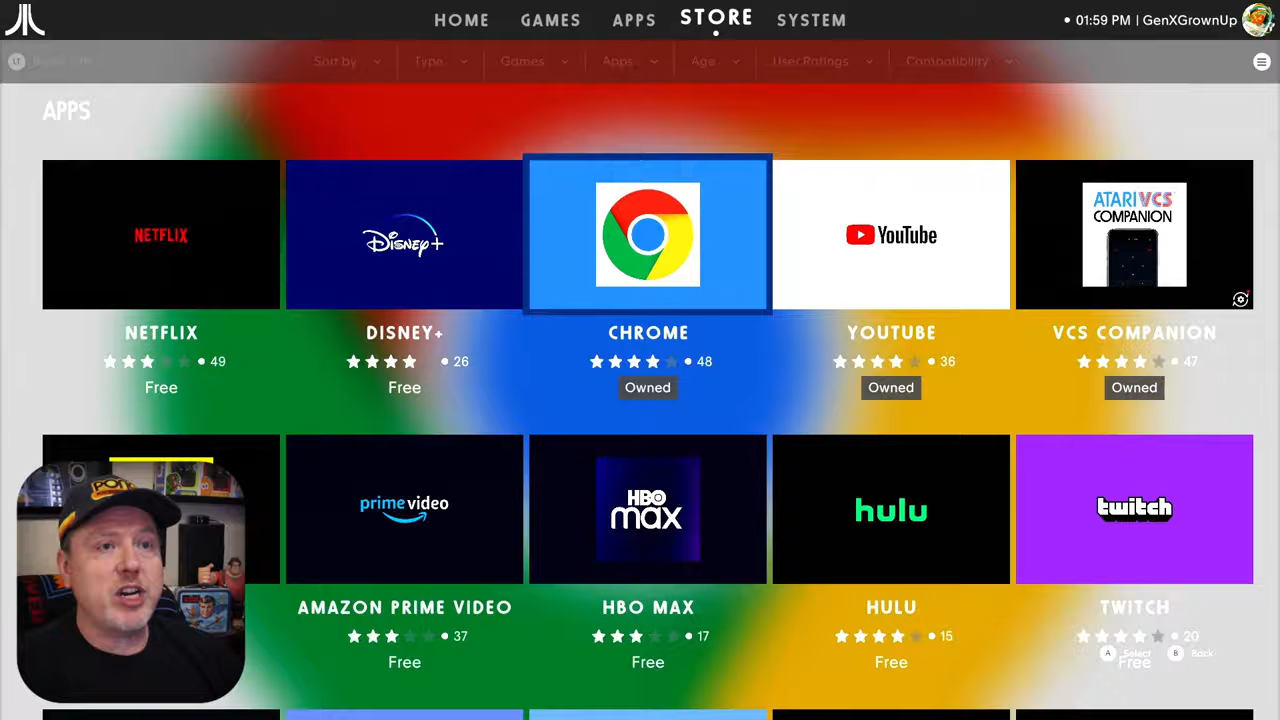 HOME GAMES APPS STORE SYSTEM
01:59 PM | GenXGrownUp
LT
Sort by Type Games Apps Age User Ratings Compatibility
APPS
NETFLIX
Disney+
YouTube
ATARI VCS
COMPANION
NETFLIX DISNEY+ CHROME YOUTUBE VCS COMPANION
49 26 48 36 47
Free Free Owned Owned Owned
prime video
HBO
max
hulu
twitch
AMAZON PRIME VIDEO HBO MAX HULU TWITCH
37 17 15 20
A Select B Back
Free Free Free Free